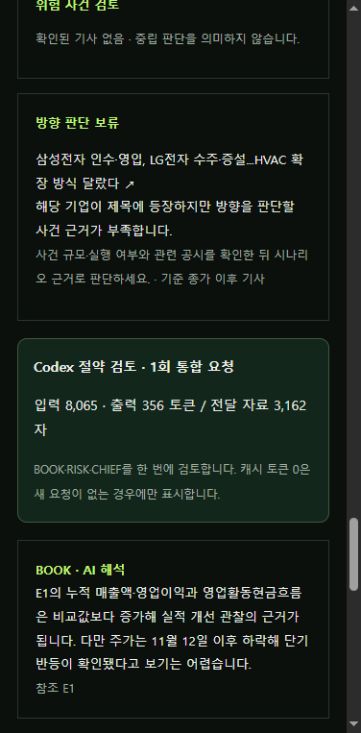 위험 사건 검토
확인된 기사 없음 · 중립 판단을 의미하지 않습니다.
방향 판단 보류
삼성전자 인수·영입, LG전자 수주·증설…HVAC 확
장 방식 달랐다 ↗
해당 기업이 제목에 등장하지만 방향을 판단할
사건 근거가 부족합니다.
사건 규모·실행 여부와 관련 공시를 확인한 뒤 시나리
오 근거로 판단하세요. · 기준 종가 이후 기사
Codex 절약 검토 · 1회 통합 요청
입력 8,065 · 출력 356 토큰 / 전달 자료 3,162
자
BOOK·RISK·CHIEF를 한 번에 검토합니다. 캐시 토큰 0은
새 요청이 없는 경우에만 표시합니다.
BOOK · AI 해석
E1의 누적 매출액·영업이익과 영업활동현금흐름
은 비교값보다 증가해 실적 개선 관찰의 근거가
됩니다. 다만 주가는 11월 12일 이후 하락해 단기
반등이 확인됐다고 보기는 어렵습니다.
참조 E1